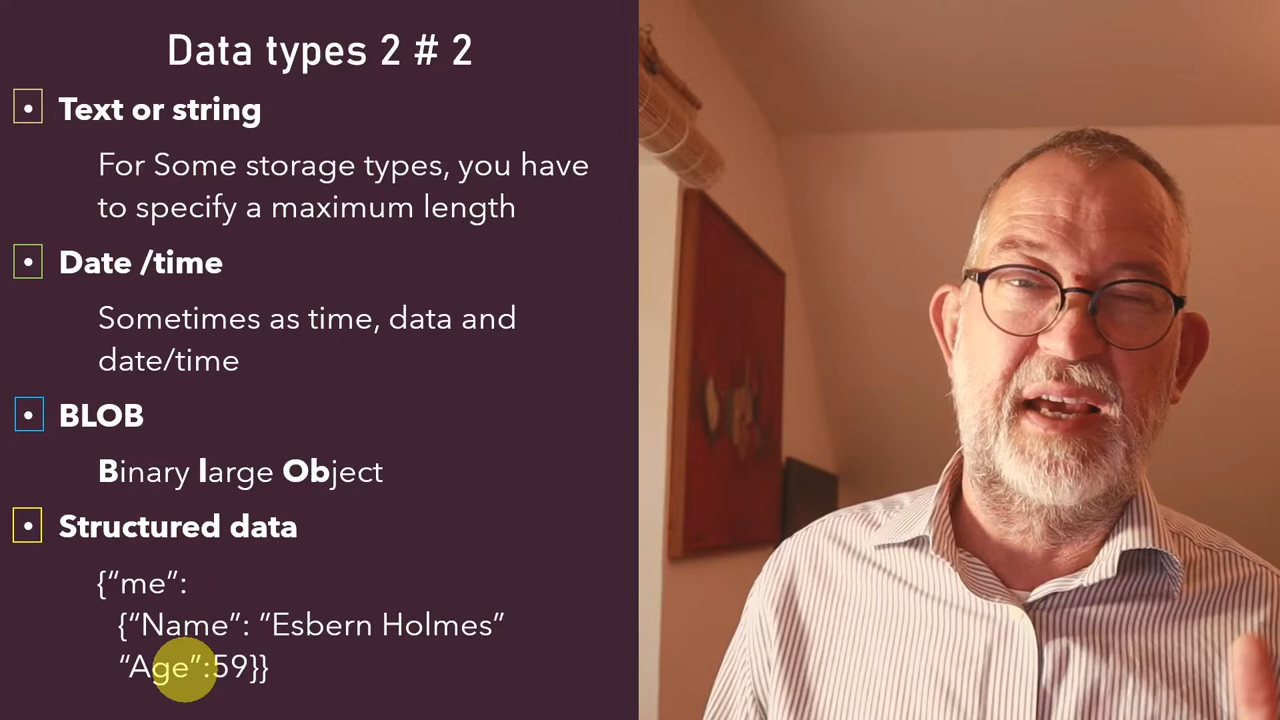 Data types 2 # 2
• Text or string
For Some storage types, you have
to specify a maximum length
• Date /time
Sometimes as time, data and
date/time
• BLOB
Binary large Object
• Structured data
{“me”:
{“Name”: ”Esbern Holmes”
“Age”:59}}